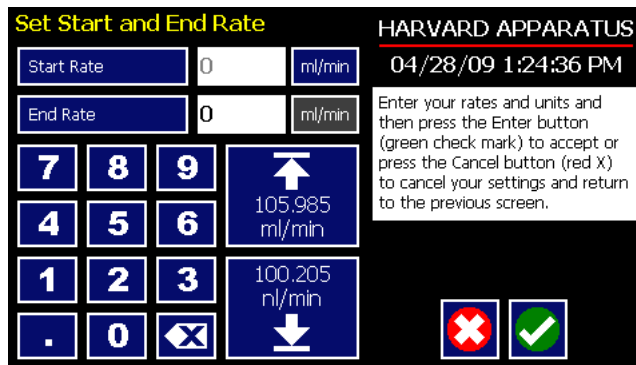 Set Start and End Rate
Start Rate 0 ml/min
End Rate 0 ml/min
7 8 9
105.985
ml/min
4 5 6
1 2 3
100.205
nl/min
. 0
HARVARD APPARATUS
04/28/09 1:24:36 PM
Enter your rates and units and
then press the Enter button
(green check mark) to accept or
press the Cancel button (red X)
to cancel your settings and return
to the previous screen.